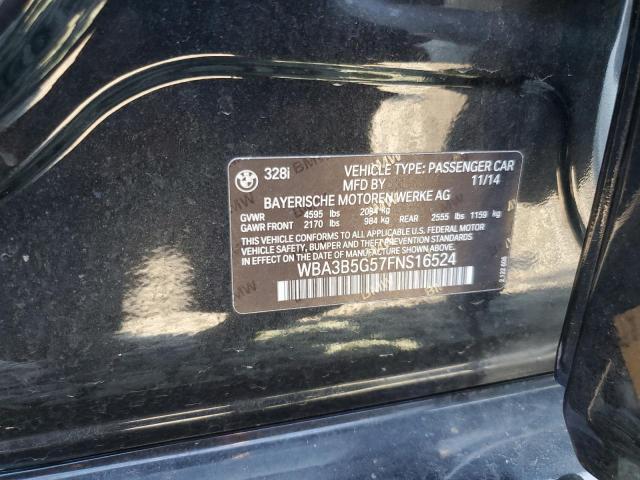 328i VEHICLE TYPE: PASSENGER CAR
MFD BY 11/14
BAYERISCHE MOTOREN WERKE AG
GVWR 4595 lbs 2084 kg
GAWR FRONT 2170 lbs 984 kg REAR 2555 lbs 1159 kg
THIS VEHICLE CONFORMS TO ALL APPLICABLE U.S. FEDERAL MOTOR
VEHICLE SAFETY, BUMPER AND THEFT PREVENTION STANDARDS IN
EFFECT ON THE DATE OF MANUFACTURE SHOWN ABOVE.
WBA3B5G57FNS16524